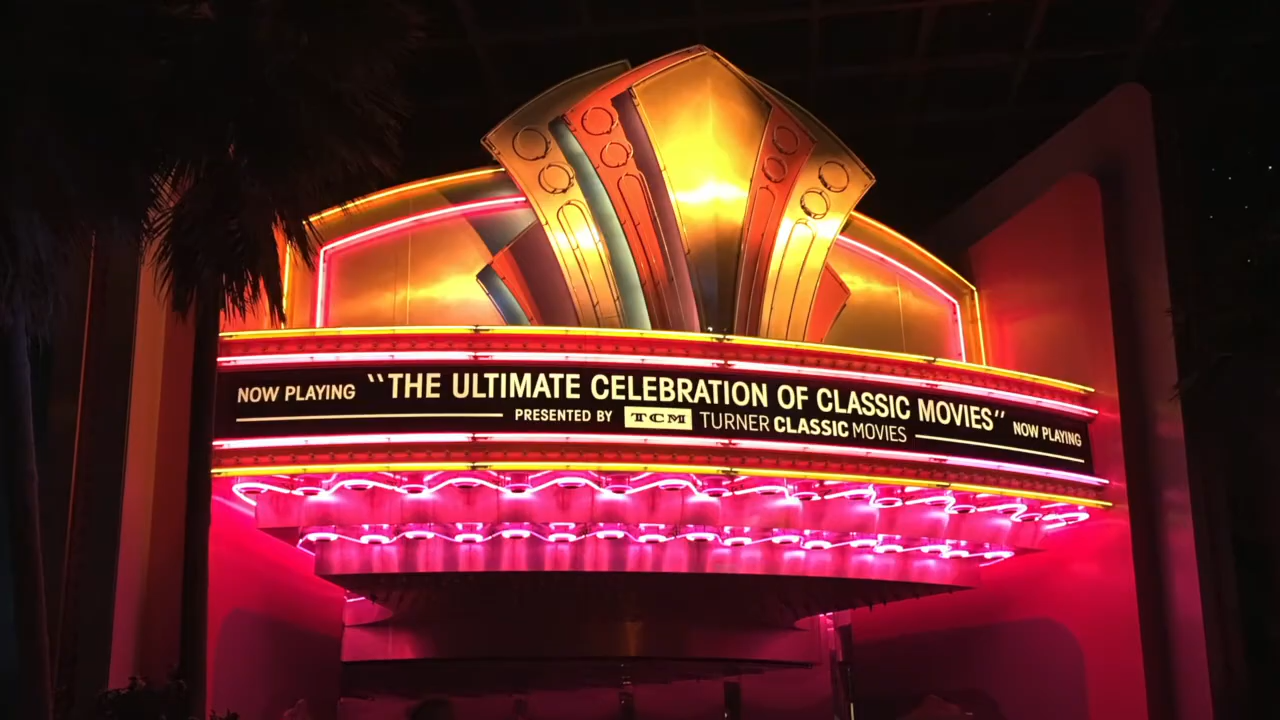 NOW PLAYING "THE ULTIMATE CELEBRATION OF CLASSIC MOVIES" NOW PLAYING
PRESENTED BY TCM TURNER CLASSIC MOVIES